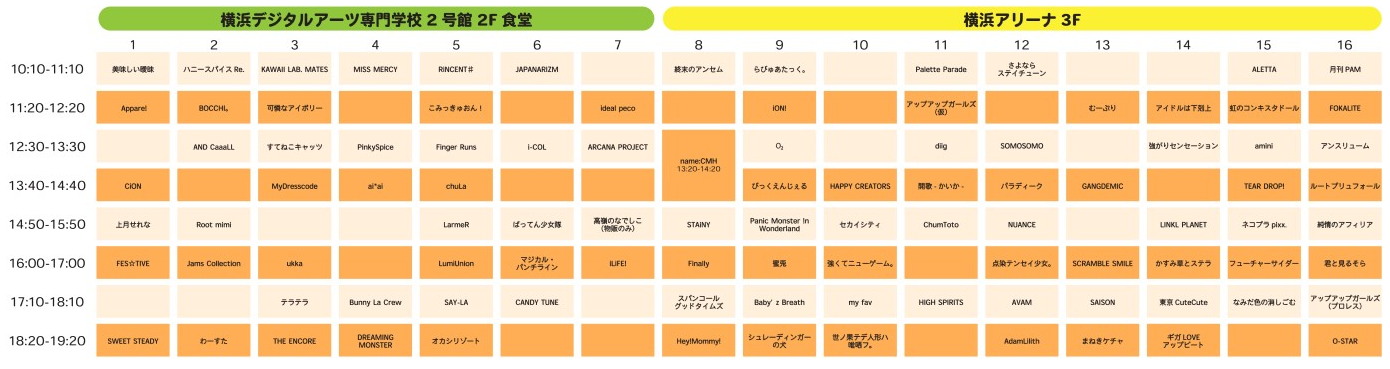 横浜デジタルアーツ専門学校 2 号館 2F 食堂 横浜アリーナ 3F
1 2 3 4 5 6 7 8 9 10 11 12 13 14 15 16
10:10-11:10 美味しい曖昧 ハニースパイス Re. KAWAII LAB. MATES MISS MERCY RINCENT♯ JAPANARIZM 終末のアンセム らびゅあたっく。 Palette Parade さよなら ステイチューン ALETTA 月刊 PAM
11:20-12:20 Appare! BOCCHI。 可憐なアイボリー こみっきゅおん! ideal peco iON! アップアップガールズ (仮) むーぷり アイドルは下剋上 虹のコンキスタドール FOKALITE
12:30-13:30 AND CaaaLL すてねこキャッツ PinkySpice Finger Runs i-COL ARCANA PROJECT name:CMH 13:20-14:20 O₂ diig SOMOSOMO 強がりセンセーション amini アンスリューム
13:40-14:40 CiON MyDresscode ai*ai chuLa びっくえんじぇる HAPPY CREATORS 開歌 - かいか - パラディーク GANGDEMIC TEAR DROP! ルートプリュフォール
14:50-15:50 上月せれな Root mimi LarmeR ばってん少女隊 高嶺のなでしこ (物販のみ) STAiNY Panic Monster !n Wonderland セカイシティ ChumToto NUANCE LINKL PLANET ネコプラ pixx. 純情のアフィリア
16:00-17:00 FES☆TIVE Jams Collection ukka LumiUnion マジカル・ パンチライン iLiFE! Finally 蜜兎 強くてニューゲーム。 点染テンセイ少女。 SCRAMBLE SMILE かすみ草とステラ フューチャーサイダー 君と見るそら
17:10-18:10 テラテラ Bunny La Crew SAY-LA CANDY TUNE スパンコール グッドタイムズ Baby' z Breath my fav HIGH SPIRITS AVAM SAISON 東京 CuteCute なみだ色の消しごむ アップアップガールズ (プロレス)
18:20-19:20 SWEET STEADY わーすた THE ENCORE DREAMING MONSTER オカシリゾート Hey!Mommy! シュレーディンガー の犬 世ノ果テデ人形ハ 嗤嗤フ。 AdamLilith まねきケチャ ギガ LOVE アップビート O-STAR